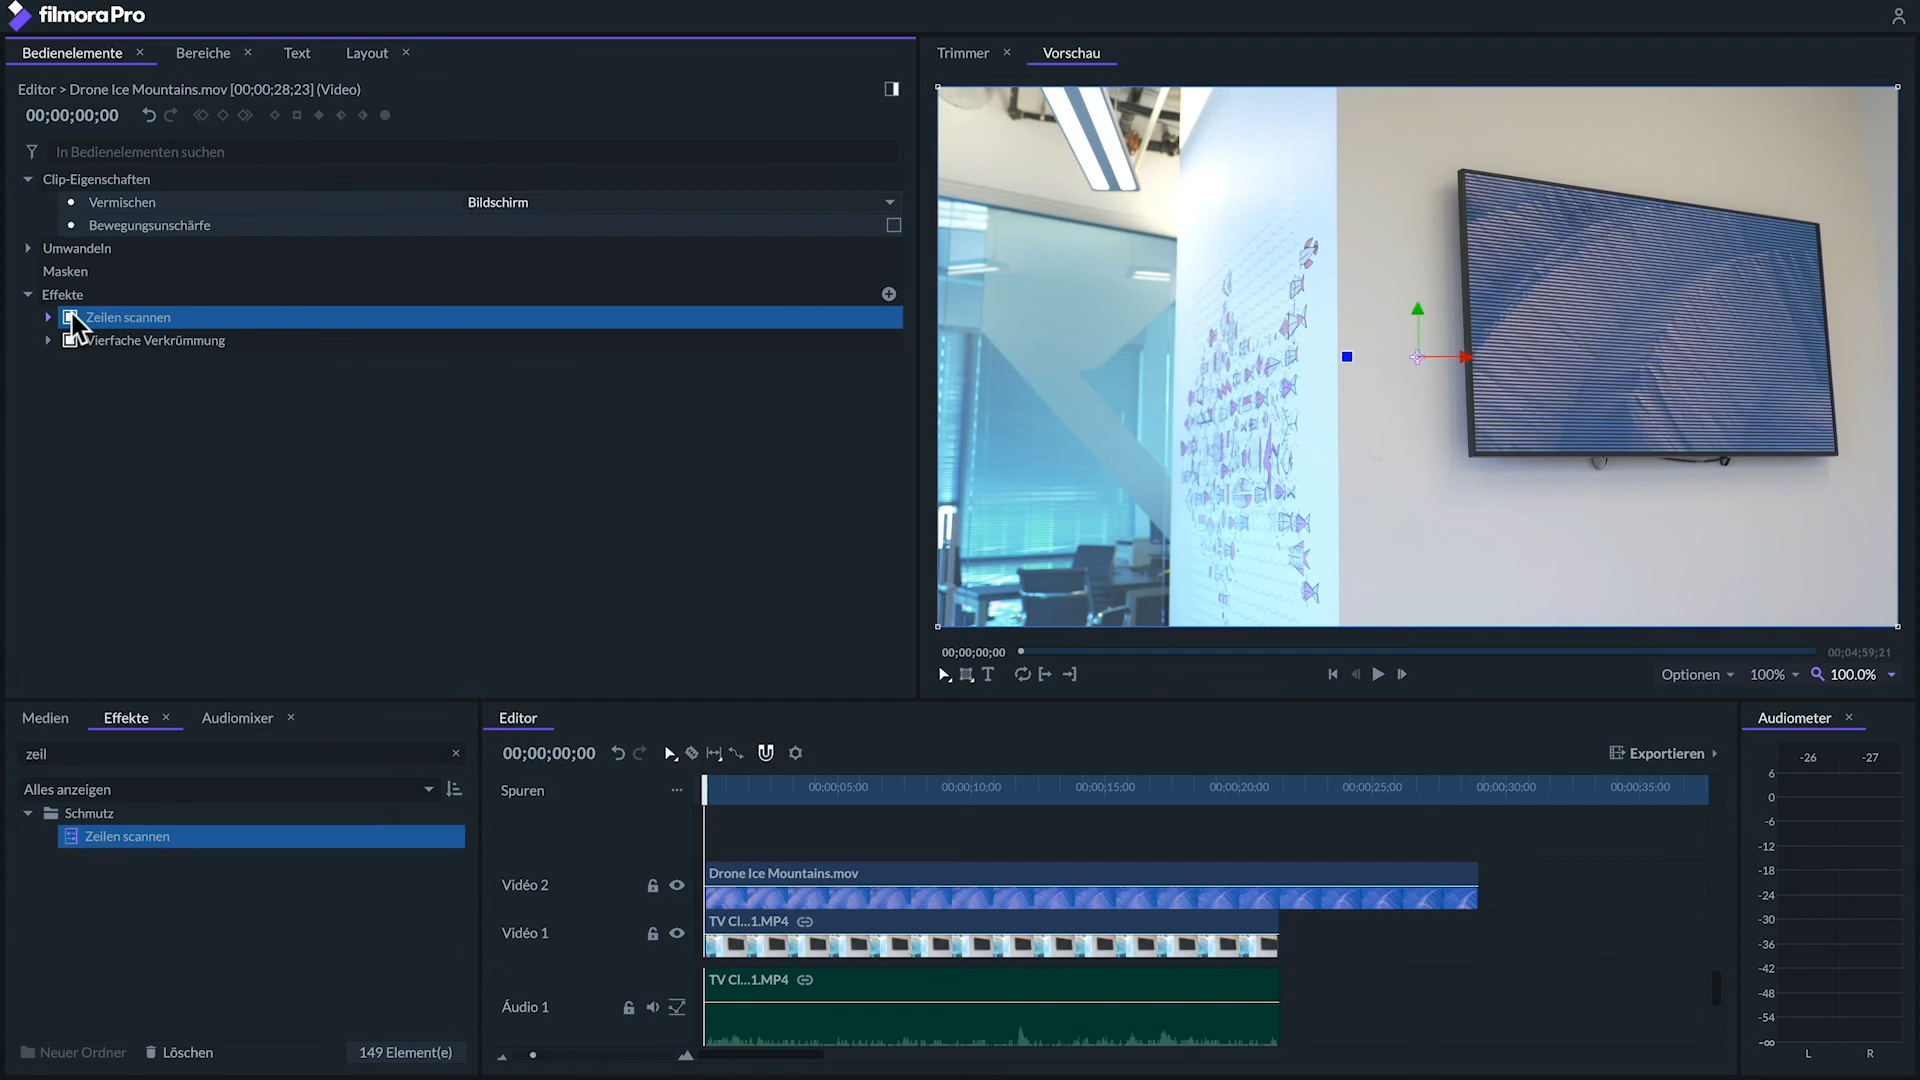 filmoraPro
Bedienelemente
Bereiche
Text
Layout
Trimmer
Vorschau
Editor > Drone Ice Mountains.mov [00;00;28;23] (Video)
00;00;00;00
In Bedienelementen suchen
Clip-Eigenschaften
Vermischen
Bildschirm
Bewegungsunschärfe
Umwandeln
Masken
Effekte
Zeilen scannen
Vierfache Verkrümmung
00;00;00;00
00;04;59;21
Optionen
100%
100.0%
Medien
Effekte
Audiomixer
zeil
Alles anzeigen
Schmutz
Zeilen scannen
Neuer Ordner
Löschen
149 Element(e)
Editor
00;00;00;00
Exportieren
Spuren
00;00;05;00
00;00;10;00
00;00;15;00
00;00;20;00
00;00;25;00
00;00;30;00
00;00;35;00
Vidéo 2
Drone Ice Mountains.mov
Vidéo 1
TV Cl...1.MP4
Áudio 1
TV Cl...1.MP4
Audiometer
-26
-27
6
0
-6
-12
-18
-24
-30
-36
-42
-48
-54
-∞
L
R